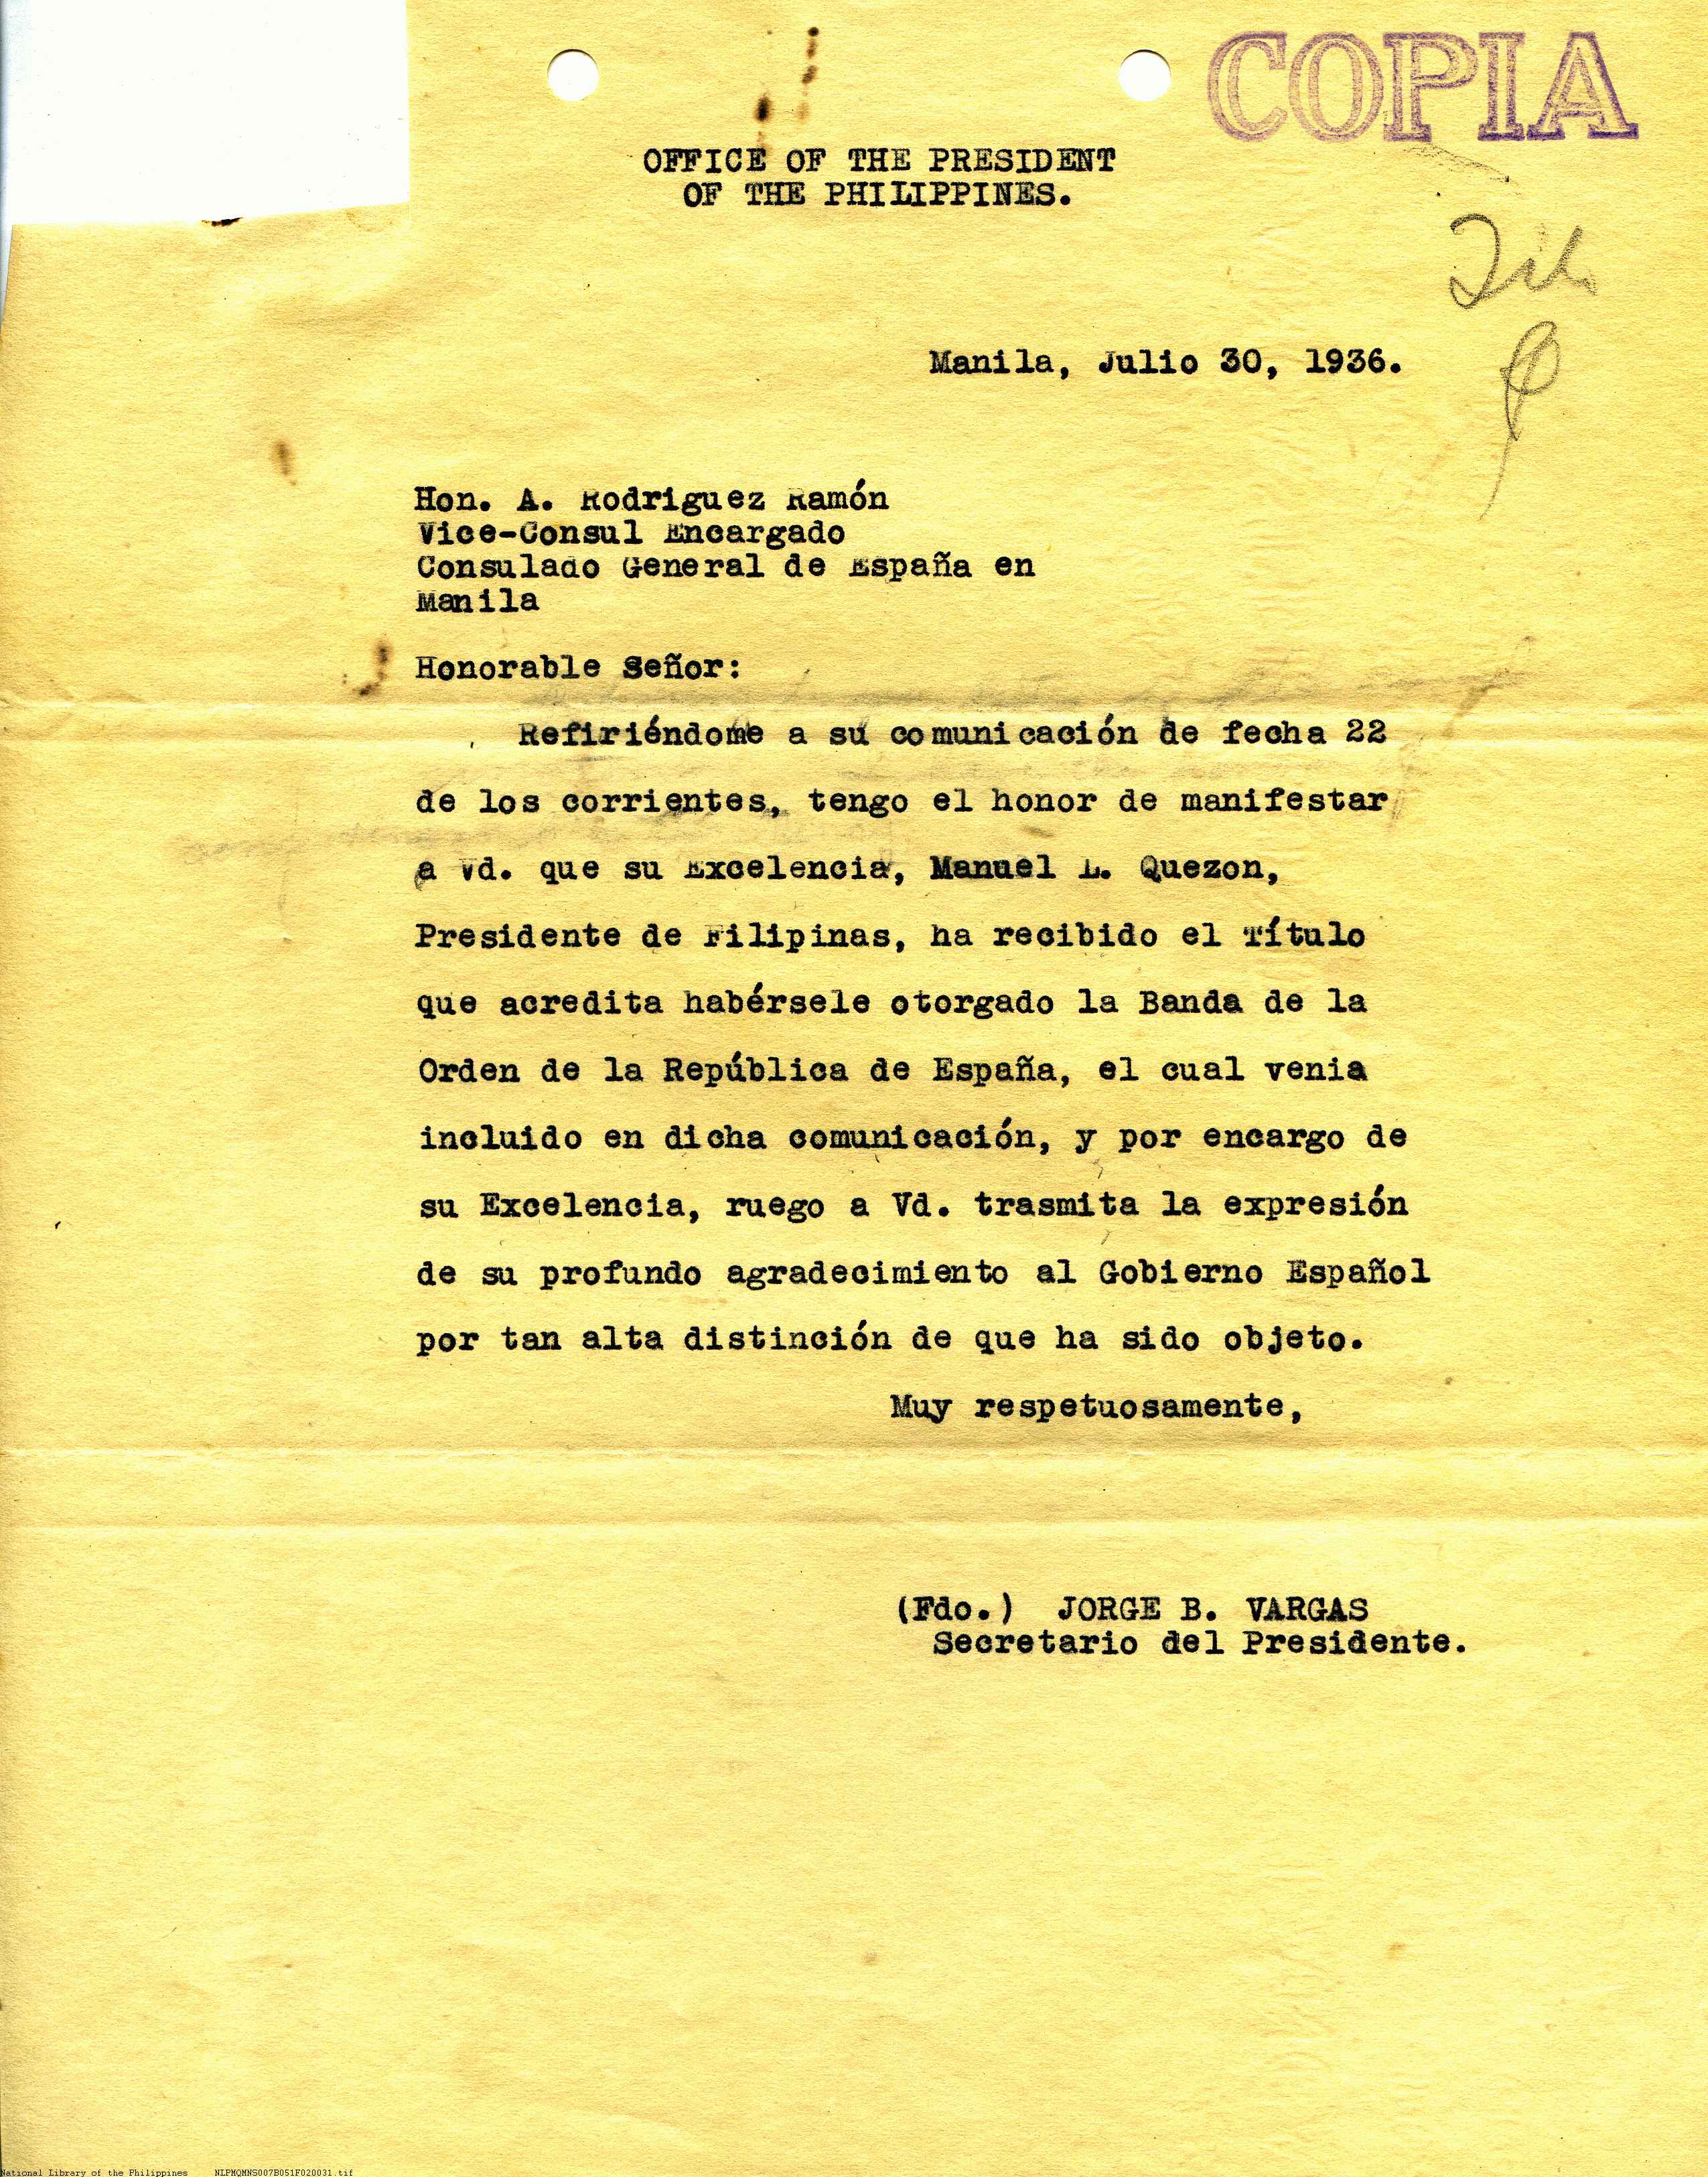 COPIA
OFFICE OF THE PRESIDENT
OF THE PHILIPPINES.
Manila, Julio 30, 1936.
Hon. A. Rodriguez Ramón
Vice-Consul Encargado
Consulado General de España en
Manila
Honorable Señor:
Refiriéndome a su comunicación de fecha 22
de los corrientes, tengo el honor de manifestar
a Vd. que su Excelencia, Manuel L. Quezon,
Presidente de Filipinas, ha recibido el Título
que acredita habérsele otorgado la Banda de la
Orden de la República de España, el cual venia
incluido en dicha comunicación, y por encargo de
su Excelencia, ruego a Vd. trasmita la expresión
de su profundo agradecimiento al Gobierno Español
por tan alta distinción de que ha sido objeto.
Muy respetuosamente,
(Fdo.) JORGE B. VARGAS
Secretario del Presidente.
National Library of the Philippines NLPMQMNS007B051F020031.tif